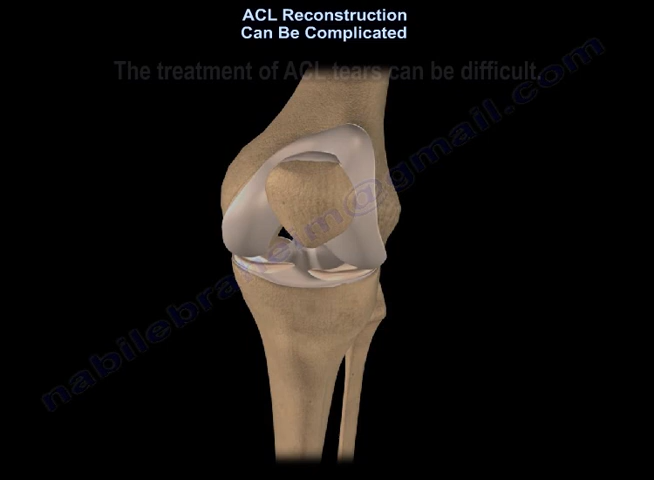 ACL Reconstruction
Can Be Complicated
The treatment of ACL tears can be difficult.
nabilebraheim@gmail.com